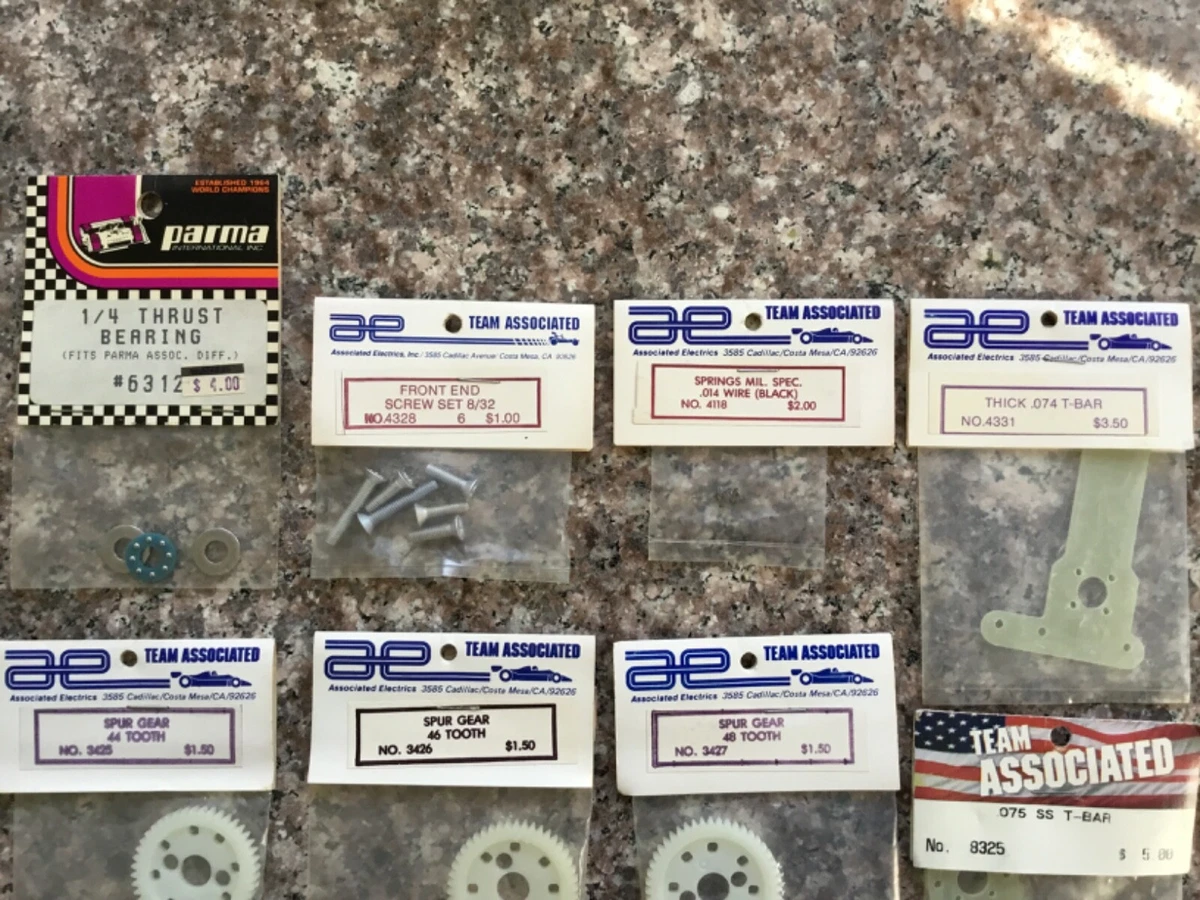 ESTABLISHED 1964
WORLD CHAMPIONS
parma
INTERNATIONAL INC.
1/4 THRUST
BEARING
(FITS PARMA ASSOC. DIFF.)
#6312
$ 4.00
ae TEAM ASSOCIATED
Associated Electrics, Inc. 3585 Cadillac Avenue Costa Mesa, CA 92626
FRONT END
SCREW SET 8/32
NO.4328 6 $1.00
ae TEAM ASSOCIATED
Associated Electrics 3585 Cadillac/Costa Mesa/CA/92626
SPRINGS MIL. SPEC.
.014 WIRE (BLACK)
NO. 4118 $2.00
ae TEAM ASSOCIATED
Associated Electrics 3585 Cadillac/Costa Mesa/CA/92626
THICK .074 T-BAR
NO.4331 $3.50
ae TEAM ASSOCIATED
Associated Electrics 3585 Cadillac/Costa Mesa/CA/92626
SPUR GEAR
44 TOOTH
NO. 3425 $1.50
ae TEAM ASSOCIATED
Associated Electrics 3585 Cadillac/Costa Mesa/CA/92626
SPUR GEAR
46 TOOTH
NO. 3426 $1.50
ae TEAM ASSOCIATED
Associated Electrics 3585 Cadillac/Costa Mesa/CA/92626
SPUR GEAR
48 TOOTH
NO. 3427 $1.50
TEAM
ASSOCIATED
.075 SS T-BAR
No. 8325 $ 5.00